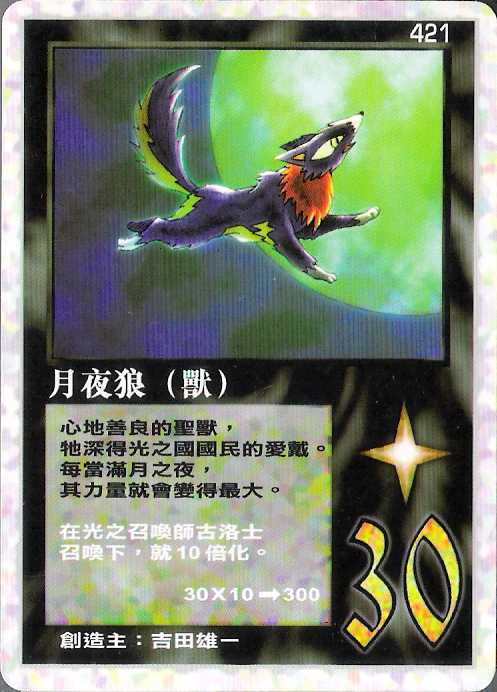 421
月夜狼（獸）
心地善良的聖獸，
牠深得光之國國民的愛戴。
每當滿月之夜，
其力量就會變得最大。
在光之召喚師古洛士
召喚下，就10倍化。
30X10➞300
30
創造主：吉田雄一